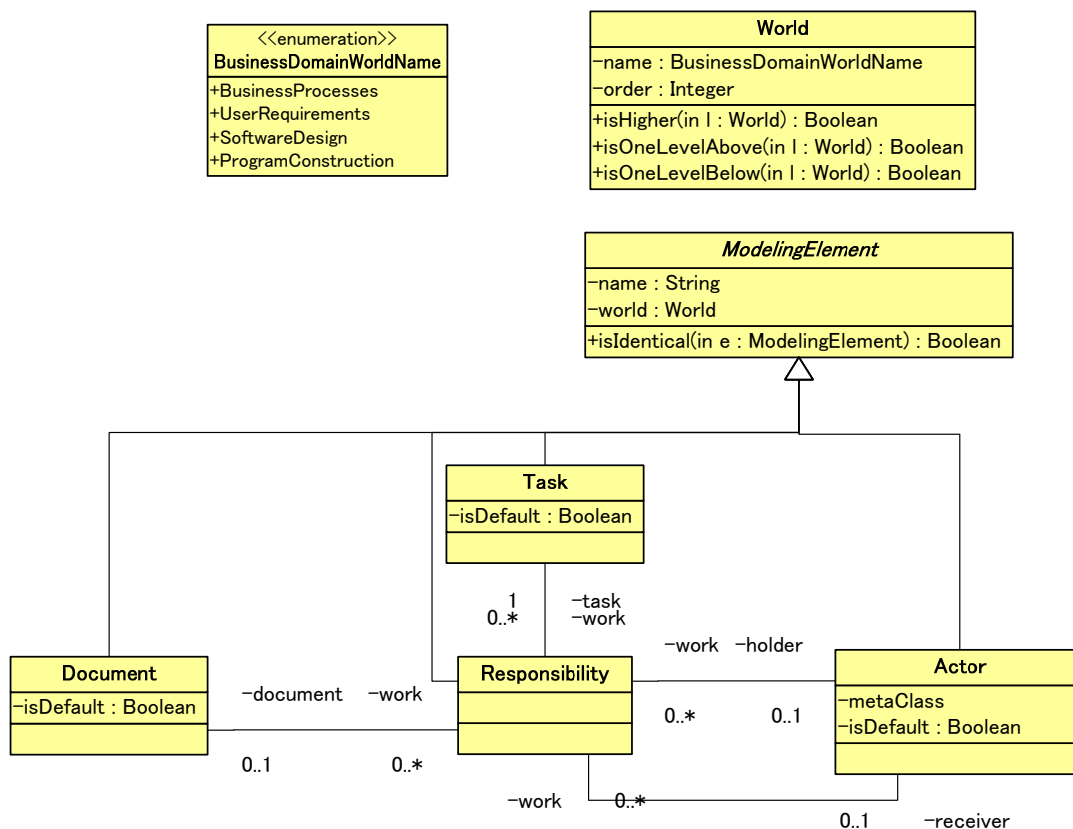 <<enumeration>>
BusinessDomainWorldName
+BusinessProcesses
+UserRequirements
+SoftwareDesign
+ProgramConstruction
World
-name : BusinessDomainWorldName
-order : Integer
+isHigher(in l : World) : Boolean
+isOneLevelAbove(in l : World) : Boolean
+isOneLevelBelow(in l : World) : Boolean
ModelingElement
-name : String
-world : World
+isIdentical(in e : ModelingElement) : Boolean
Task
-isDefault : Boolean
1 -task
0..* -work
Document
-isDefault : Boolean
-document -work
0..1 0..*
Responsibility
-work -holder
0..* 0..1
Actor
-metaClass
-isDefault : Boolean
-work 0..*
0..1 -receiver